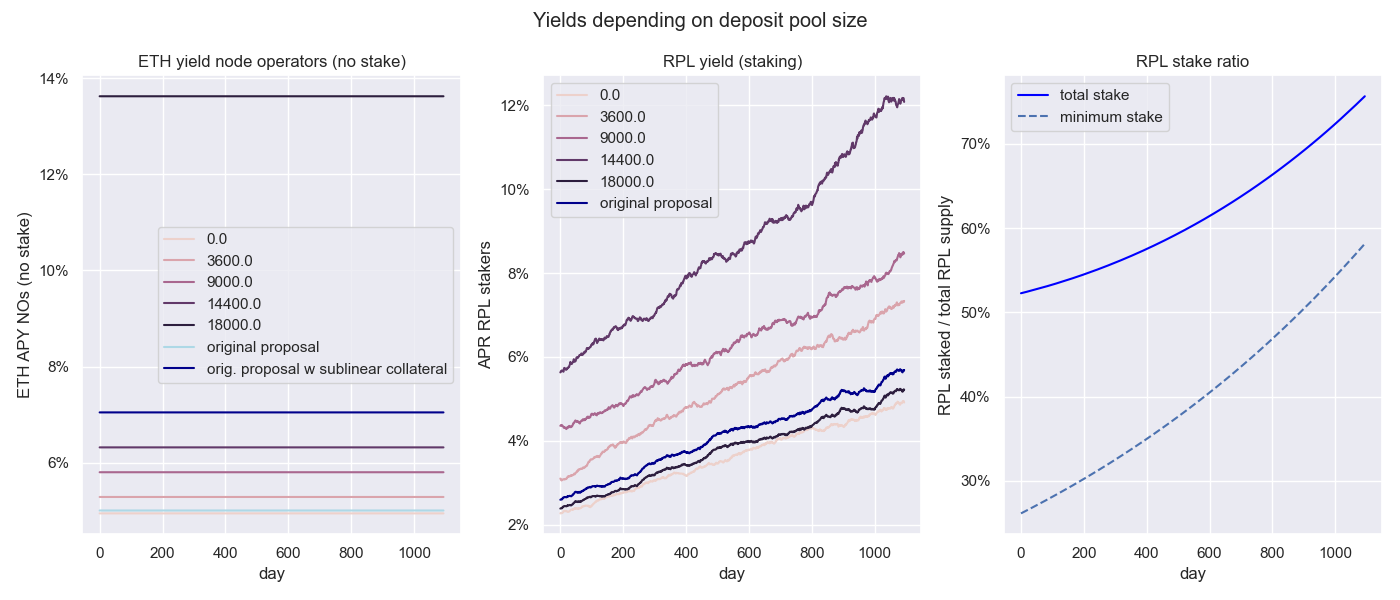 Yields depending on deposit pool size
ETH yield node operators (no stake)
ETH APY NOs (no stake)
14%
12%
10%
8%
6%
0.0
3600.0
9000.0
14400.0
18000.0
original proposal
orig. proposal w sublinear collateral
0
200
400
600
800
1000
day
RPL yield (staking)
APR RPL stakers
12%
10%
8%
6%
4%
2%
0.0
3600.0
9000.0
14400.0
18000.0
original proposal
0
200
400
600
800
1000
day
RPL stake ratio
RPL staked / total RPL supply
70%
60%
50%
40%
30%
total stake
minimum stake
0
200
400
600
800
1000
day